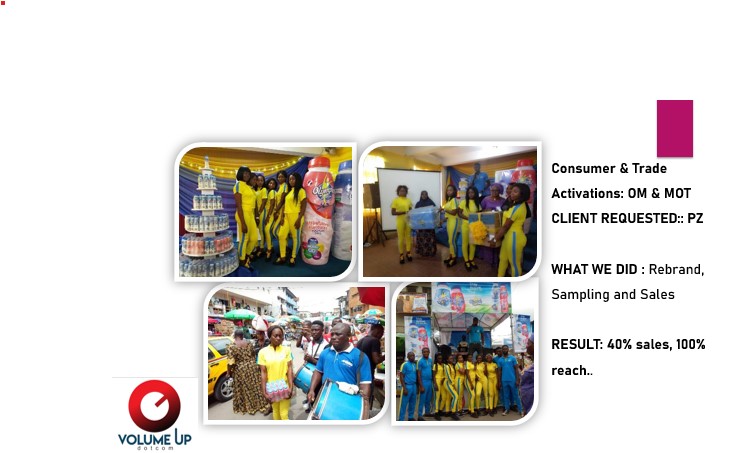 Consumer & Trade
Activations: OM & MOT
CLIENT REQUESTED:: PZ
WHAT WE DID : Rebrand,
Sampling and Sales
RESULT: 40% sales, 100%
reach..
VOLUME UP
dotcom